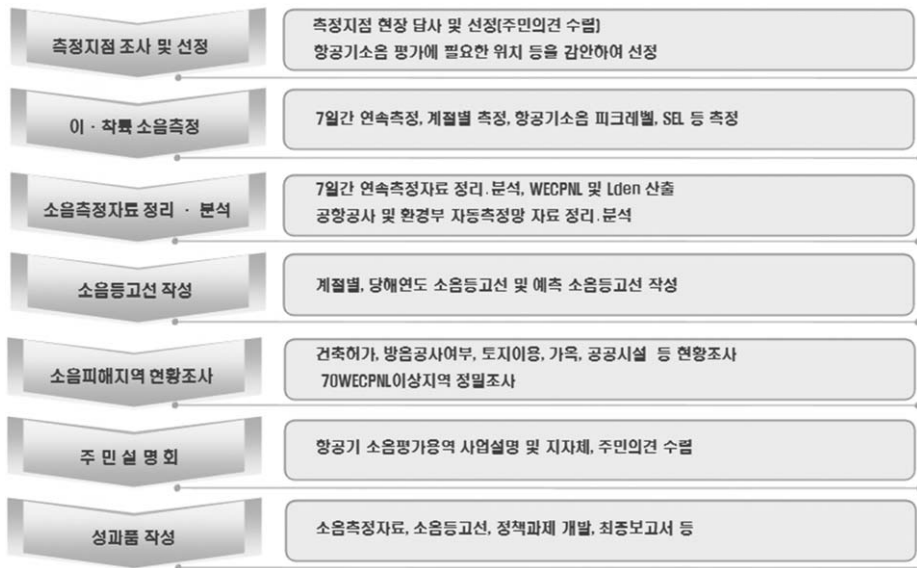 측정지점 조사 및 선정
측정지점 현장 답사 및 선정(주민의견 수렴)
항공기소음 평가에 필요한 위치 등을 감안하여 선정
이 · 착륙 소음측정
7일간 연속측정, 계절별 측정, 항공기소음 피크레벨, SEL 등 측정
소음측정자료 정리 · 분석
7일간 연속측정자료 정리.분석, WECPNL 및 Lden 산출
공항공사 및 환경부 자동측정망 자료 정리.분석
소음등고선 작성
계절별, 당해연도 소음등고선 및 예측 소음등고선 작성
소음피해지역 현황조사
건축허가, 방음공사여부, 토지이용, 가옥, 공공시설 등 현황조사
70WECPNL이상지역 정밀조사
주 민 설 명 회
항공기 소음평가용역 사업설명 및 지자체, 주민의견 수렴
성과품 작성
소음측정자료, 소음등고선, 정책과제 개발, 최종보고서 등